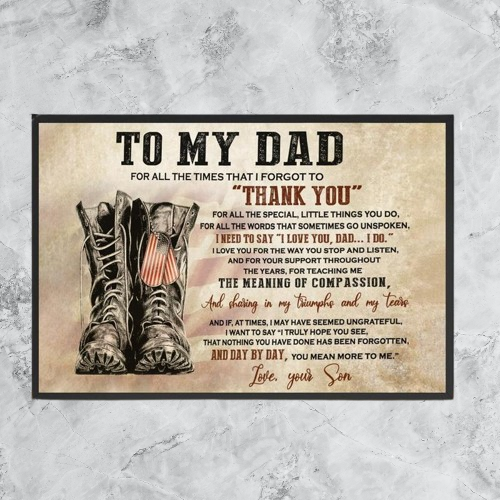 TO MY DAD
FOR ALL THE TIMES THAT I FORGOT TO
"THANK YOU"
FOR ALL THE SPECIAL, LITTLE THINGS YOU DO,
FOR ALL THE WORDS THAT SOMETIMES GO UNSPOKEN,
I NEED TO SAY "I LOVE YOU, DAD... I DO."
I LOVE YOU FOR THE WAY YOU STOP AND LISTEN,
AND FOR YOUR SUPPORT THROUGHOUT
THE YEARS, FOR TEACHING ME
THE MEANING OF COMPASSION,
And sharing in my triumphs and my tears
AND IF, AT TIMES, I MAY HAVE SEEMED UNGRATEFUL,
I WANT TO SAY "I TRULY HOPE YOU SEE,
THAT NOTHING YOU HAVE DONE HAS BEEN FORGOTTEN,
AND DAY BY DAY, YOU MEAN MORE TO ME."
Love, your Son